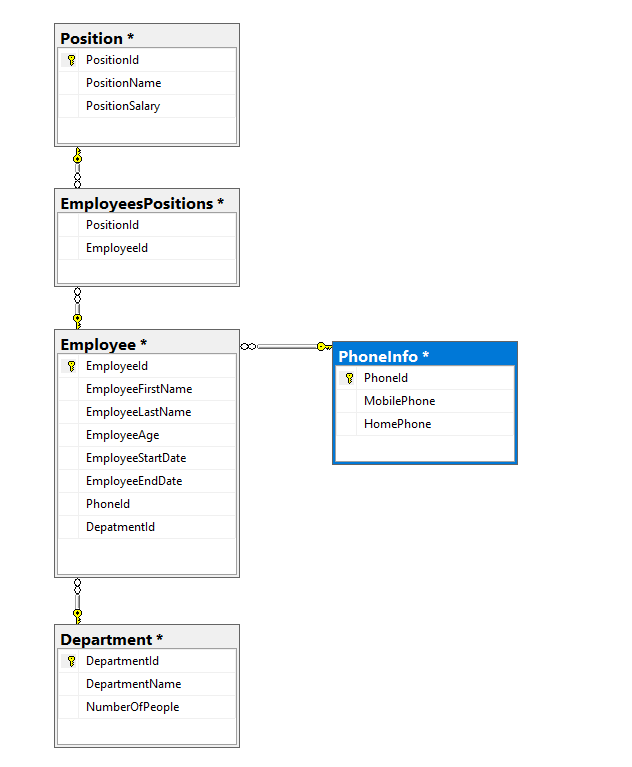 Position *
PositionId
PositionName
PositionSalary
EmployeesPositions *
PositionId
EmployeeId
Employee *
EmployeeId
EmployeeFirstName
EmployeeLastName
EmployeeAge
EmployeeStartDate
EmployeeEndDate
PhoneId
DepatmentId
PhoneInfo *
PhoneId
MobilePhone
HomePhone
Department *
DepartmentId
DepartmentName
NumberOfPeople